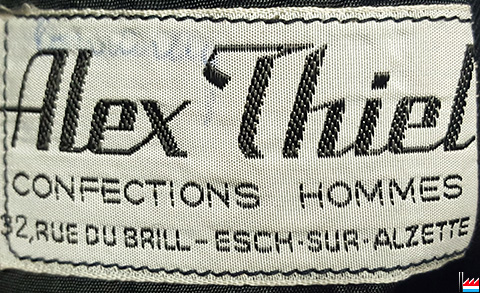 Alex Thiel
CONFECTIONS HOMMES
32, RUE DU BRILL - ESCH-SUR-ALZETTE